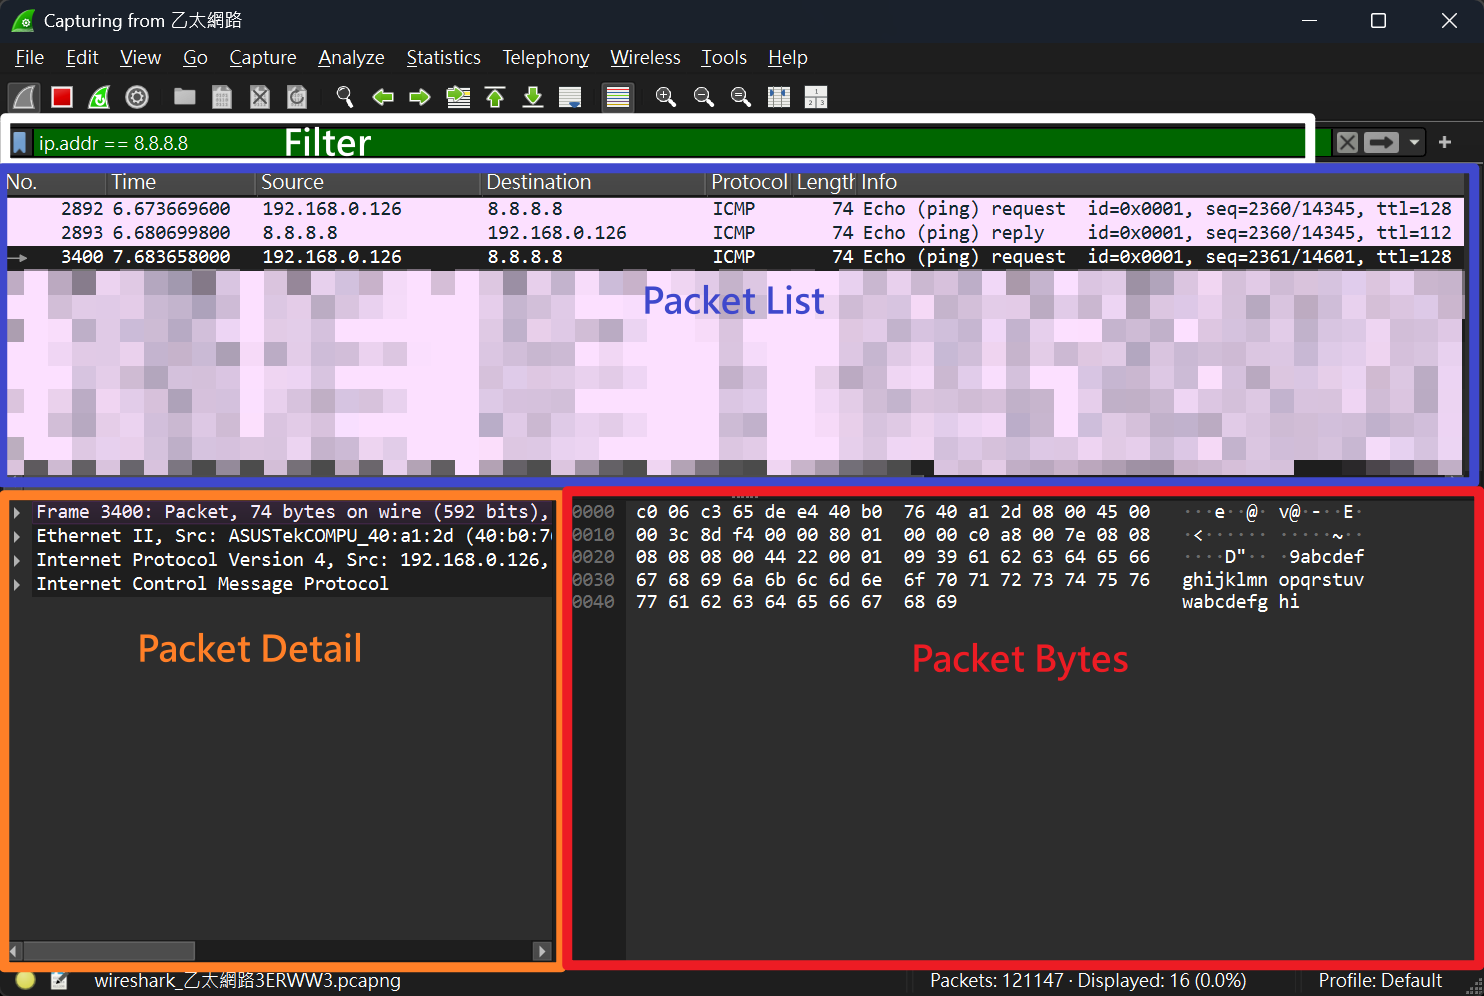 Capturing from 乙太網路
File Edit View Go Capture Analyze Statistics Telephony Wireless Tools Help
ip.addr == 8.8.8.8 Filter
No. Time Source Destination Protocol Length Info
2892 6.673669600 192.168.0.126 8.8.8.8 ICMP 74 Echo (ping) request id=0x0001, seq=2360/14345, ttl=128
2893 6.680699800 8.8.8.8 192.168.0.126 ICMP 74 Echo (ping) reply id=0x0001, seq=2360/14345, ttl=112
3400 7.683658000 192.168.0.126 8.8.8.8 ICMP 74 Echo (ping) request id=0x0001, seq=2361/14601, ttl=128
Packet List
Frame 3400: Packet, 74 bytes on wire (592 bits),
Ethernet II, Src: ASUSTekCOMPU_40:a1:2d (40:b0:76
Internet Protocol Version 4, Src: 192.168.0.126,
Internet Control Message Protocol
Packet Detail
0000 c0 06 c3 65 de e4 40 b0 76 40 a1 2d 08 00 45 00 ···e··@· v@·-··E·
0010 00 3c 8d f4 00 00 80 01 00 00 c0 a8 00 7e 08 08 ·<······ ·····~··
0020 08 08 08 00 44 22 00 01 09 39 61 62 63 64 65 66 ····D"·· ·9abcdef
0030 67 68 69 6a 6b 6c 6d 6e 6f 70 71 72 73 74 75 76 ghijklmn opqrstuv
0040 77 61 62 63 64 65 66 67 68 69 wabcdefg hi
Packet Bytes
wireshark_乙太網路3ERWW3.pcapng Packets: 121147 · Displayed: 16 (0.0%) Profile: Default